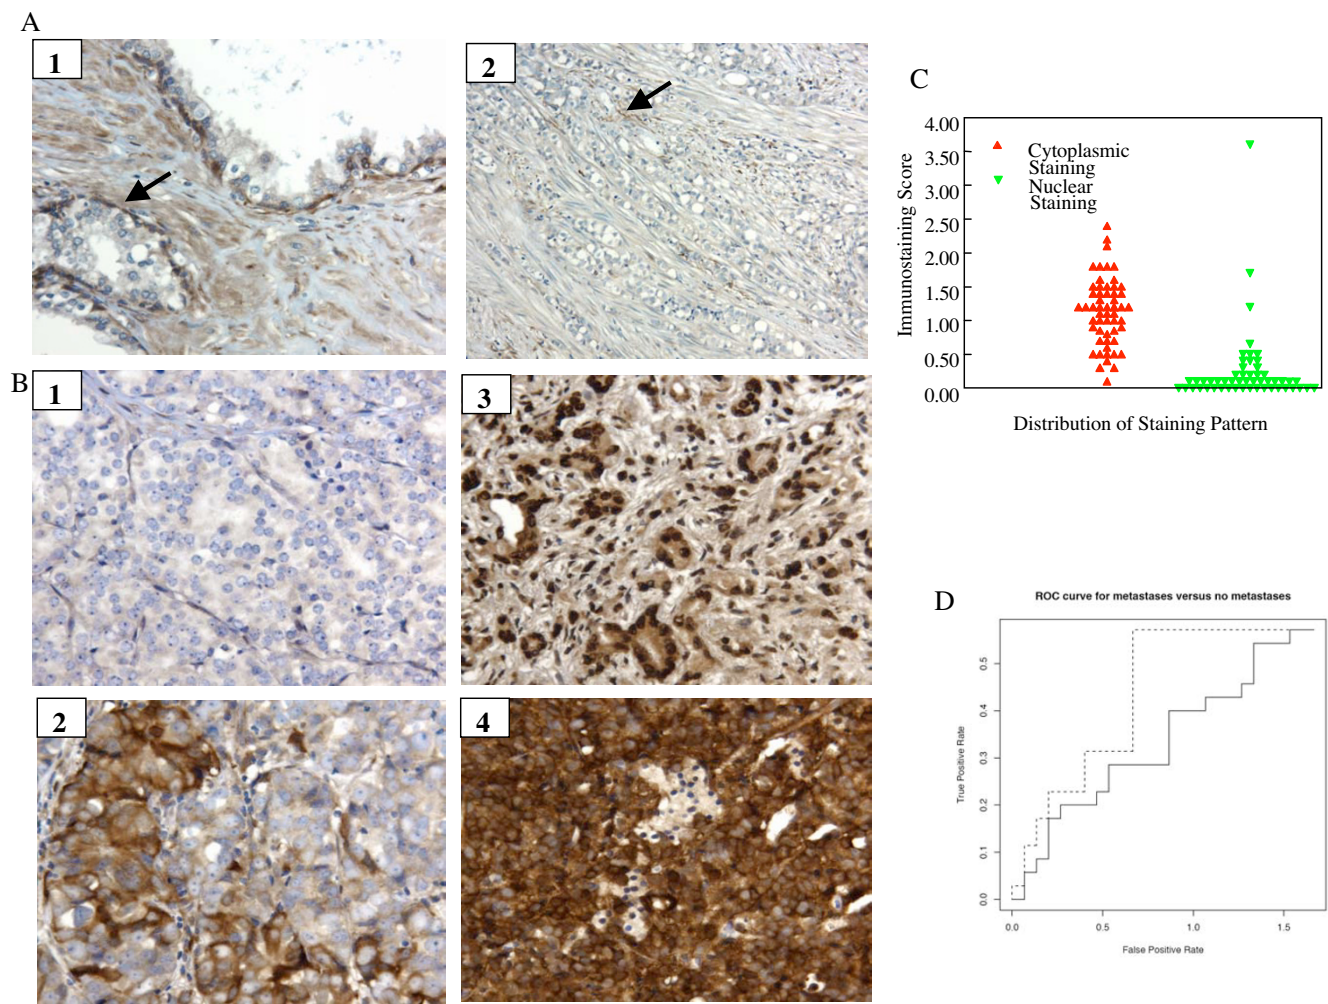 A
1
2
B
1
3
2
4
C
4.00
3.50
3.00
2.50
2.00
1.50
1.00
0.50
0.00
Immunostaining Score
Cytoplasmic
Staining
Nuclear
Staining
Distribution of Staining Pattern
D
ROC curve for metastases versus no metastases
0.5
0.4
0.3
0.2
0.1
0.0
True Positive Rate
0.0 0.5 1.0 1.5
False Positive Rate